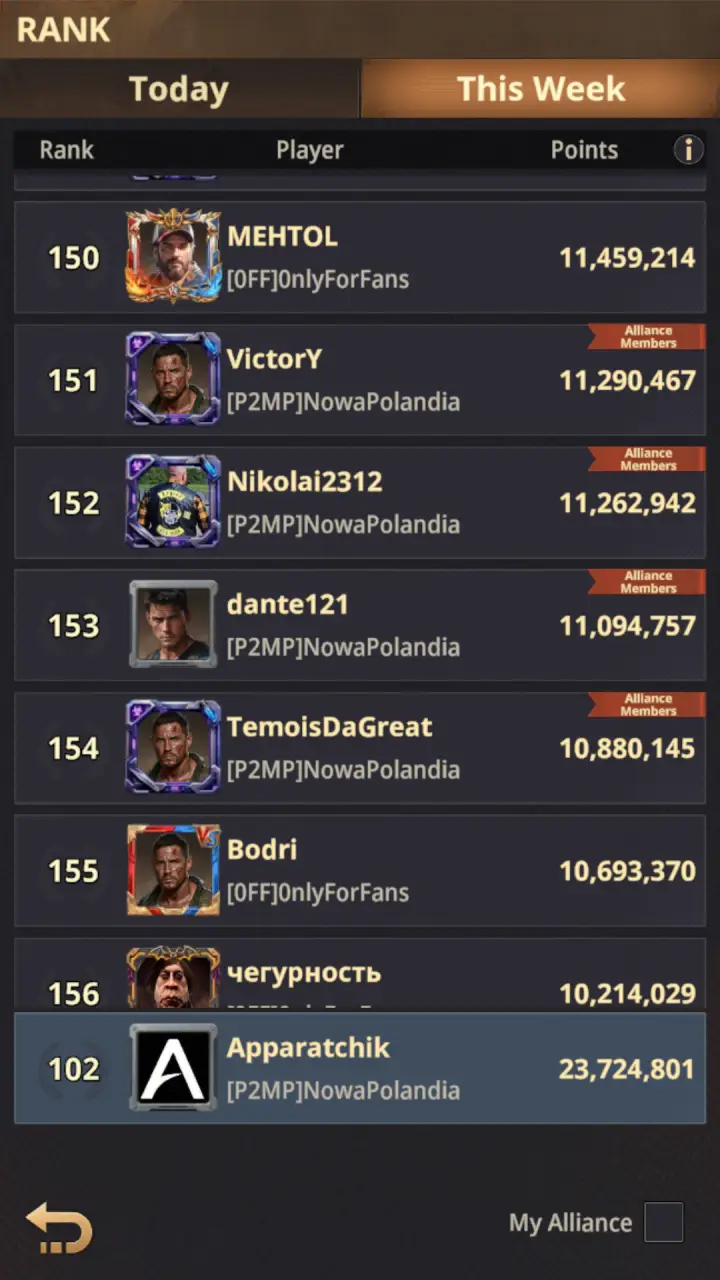 RANK
Today
This Week
Rank
Player
Points
150
MEHTOL
[0FF]0nlyForFans
11,459,214
Alliance
Members
151
VictorY
[P2MP]NowaPolandia
11,290,467
Alliance
Members
152
Nikolai2312
[P2MP]NowaPolandia
11,262,942
Alliance
Members
153
dante121
[P2MP]NowaPolandia
11,094,757
Alliance
Members
154
TemoisDaGreat
[P2MP]NowaPolandia
10,880,145
155
Bodri
[0FF]0nlyForFans
10,693,370
156
чегурность
10,214,029
102
Apparatchik
[P2MP]NowaPolandia
23,724,801
My Alliance